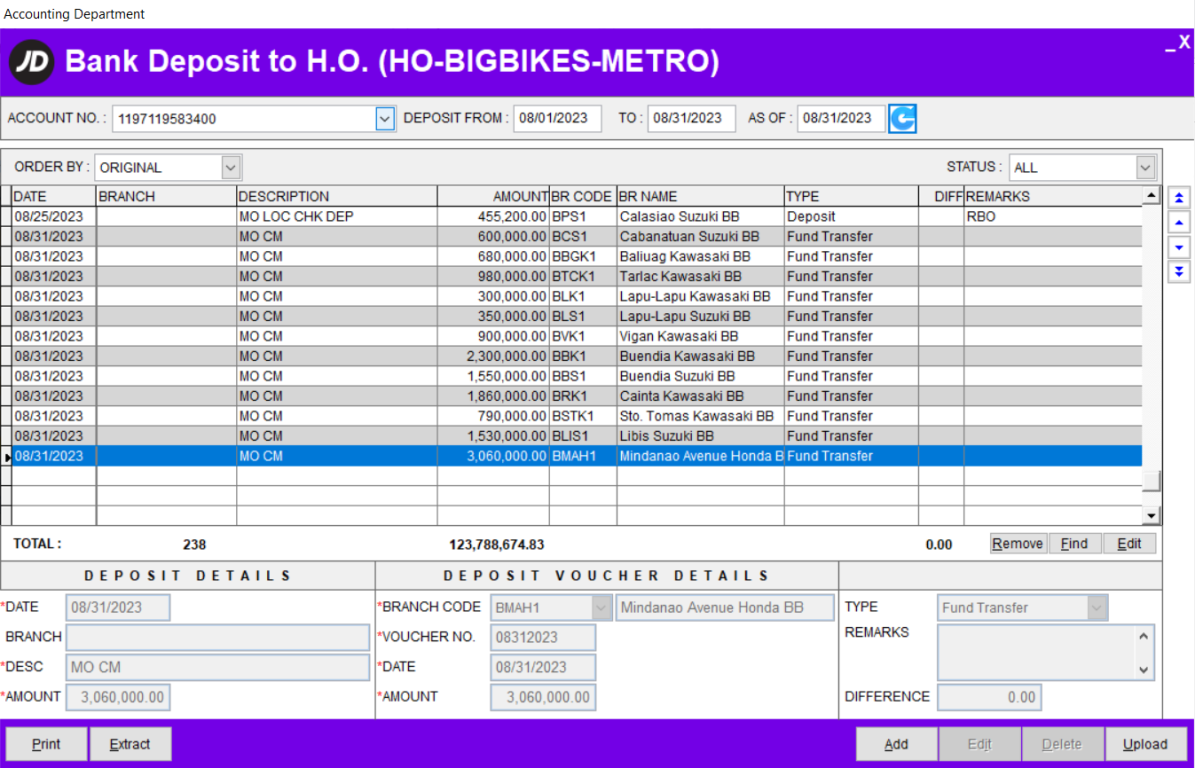 Accounting Department
JD Bank Deposit to H.O. (HO-BIGBIKES-METRO) _ X
ACCOUNT NO. : 1197119583400 DEPOSIT FROM : 08/01/2023 TO : 08/31/2023 AS OF : 08/31/2023
ORDER BY : ORIGINAL STATUS : ALL
DATE BRANCH DESCRIPTION AMOUNT BR CODE BR NAME TYPE DIFF REMARKS
08/25/2023 MO LOC CHK DEP 455,200.00 BPS1 Calasiao Suzuki BB Deposit RBO
08/31/2023 MO CM 600,000.00 BCS1 Cabanatuan Suzuki BB Fund Transfer
08/31/2023 MO CM 680,000.00 BBGK1 Baliuag Kawasaki BB Fund Transfer
08/31/2023 MO CM 980,000.00 BTCK1 Tarlac Kawasaki BB Fund Transfer
08/31/2023 MO CM 300,000.00 BLK1 Lapu-Lapu Kawasaki BB Fund Transfer
08/31/2023 MO CM 350,000.00 BLS1 Lapu-Lapu Suzuki BB Fund Transfer
08/31/2023 MO CM 900,000.00 BVK1 Vigan Kawasaki BB Fund Transfer
08/31/2023 MO CM 2,300,000.00 BBK1 Buendia Kawasaki BB Fund Transfer
08/31/2023 MO CM 1,550,000.00 BBS1 Buendia Suzuki BB Fund Transfer
08/31/2023 MO CM 1,860,000.00 BRK1 Cainta Kawasaki BB Fund Transfer
08/31/2023 MO CM 790,000.00 BSTK1 Sto. Tomas Kawasaki BB Fund Transfer
08/31/2023 MO CM 1,530,000.00 BLIS1 Libis Suzuki BB Fund Transfer
08/31/2023 MO CM 3,060,000.00 BMAH1 Mindanao Avenue Honda B Fund Transfer
TOTAL : 238 123,788,674.83 0.00 Remove Find Edit
DEPOSIT DETAILS DEPOSIT VOUCHER DETAILS
*DATE 08/31/2023 *BRANCH CODE BMAH1 Mindanao Avenue Honda BB TYPE Fund Transfer
BRANCH *VOUCHER NO. 08312023 REMARKS
*DESC MO CM *DATE 08/31/2023
*AMOUNT 3,060,000.00 *AMOUNT 3,060,000.00 DIFFERENCE 0.00
Print Extract Add Edit Delete Upload